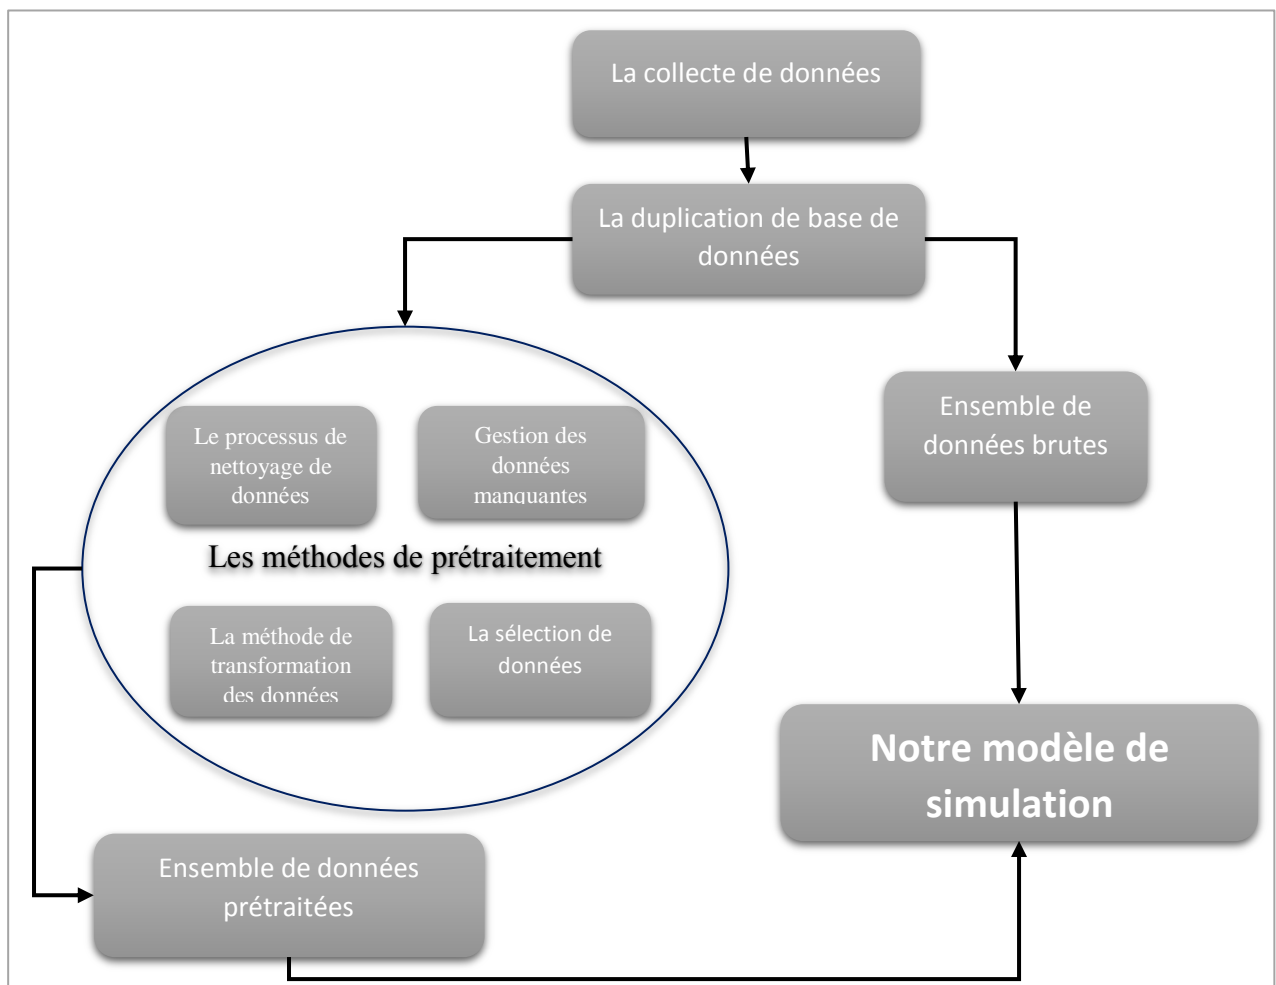 La collecte de données
La duplication de base de
données
Ensemble de
données brutes
Le processus de
nettoyage de
données
Gestion des
données
manquantes
Les méthodes de prétraitement
La méthode de
transformation
des données
La sélection de
données
Notre modèle de
simulation
Ensemble de données
prétraitées